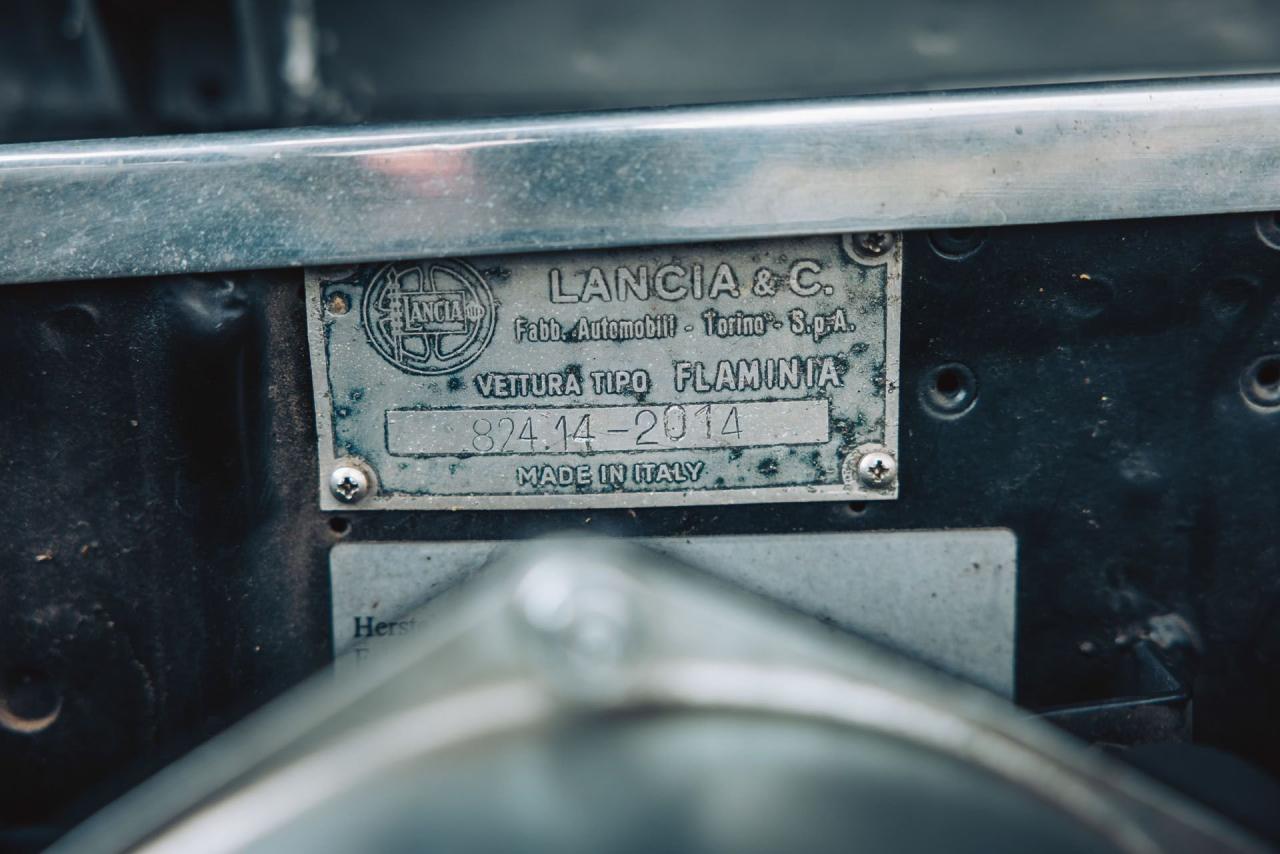 LANCIA
LANCIA & C.
Fabb. Automobili - Torino - S.p.A.
VETTURA TIPO FLAMINIA
824.14-2014
MADE IN ITALY